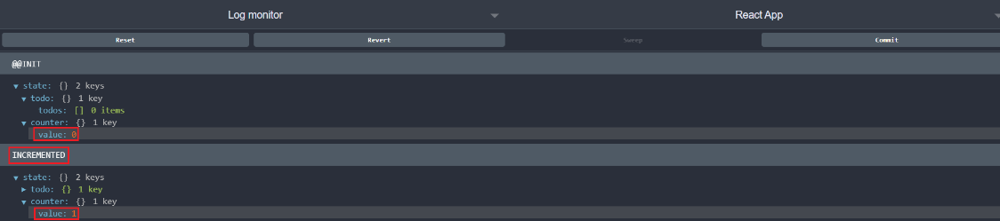 Log monitor React App
Reset Revert Sweep Commit
@@INIT
state: {} 2 keys
todo: {} 1 key
todos: [] 0 items
counter: {} 1 key
value: 0
INCREMENTED
state: {} 2 keys
todo: {} 1 key
counter: {} 1 key
value: 1